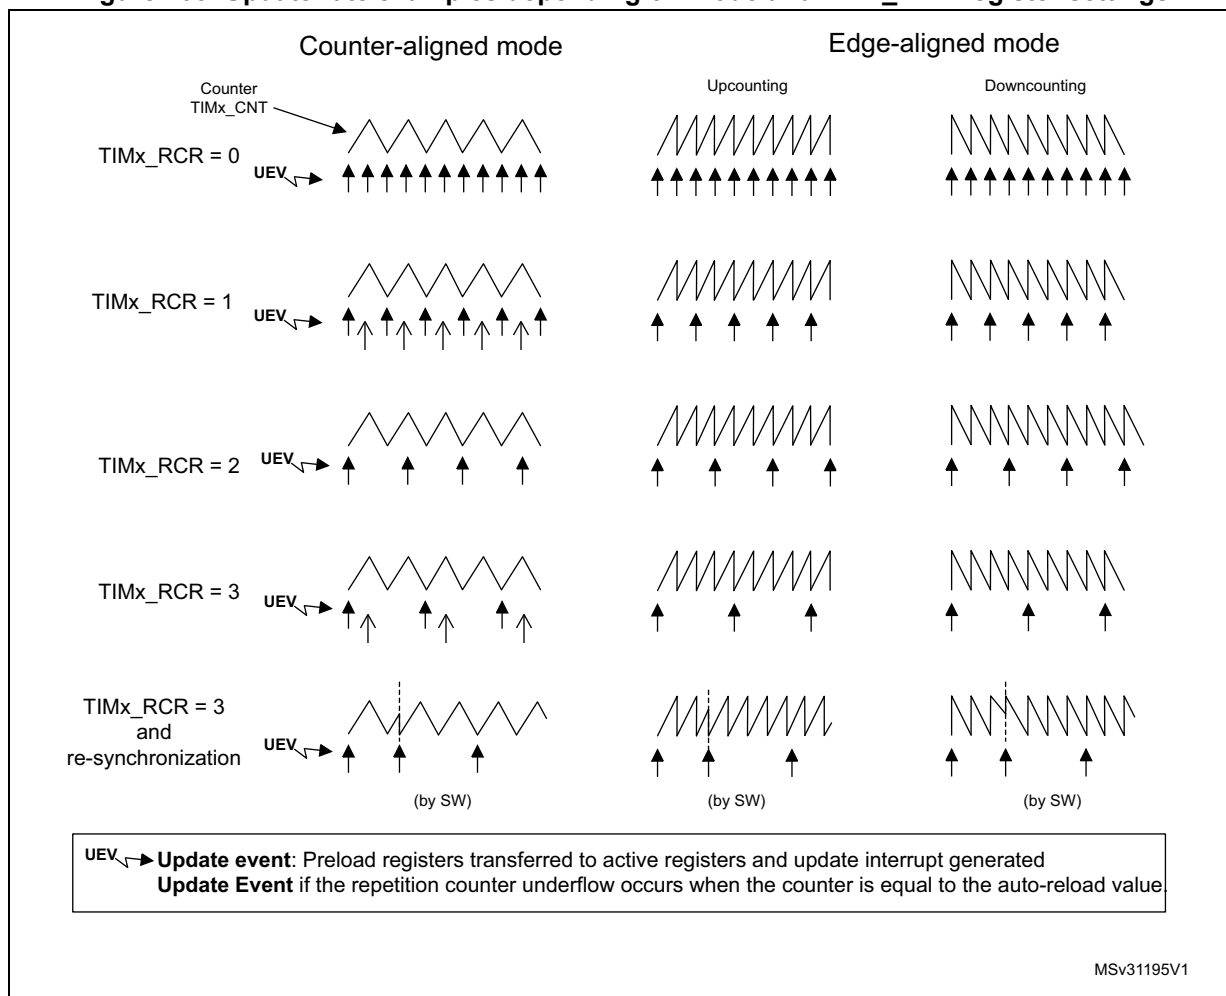 Counter-aligned mode
Edge-aligned mode
Counter
TIMx_CNT
Upcounting
Downcounting
TIMx_RCR = 0
UEV
TIMx_RCR = 1
UEV
TIMx_RCR = 2
UEV
TIMx_RCR = 3
UEV
TIMx_RCR = 3
and
re-synchronization
UEV
(by SW)
(by SW)
(by SW)
UEV Update event: Preload registers transferred to active registers and update interrupt generated
Update Event if the repetition counter underflow occurs when the counter is equal to the auto-reload value.
MSv31195V1